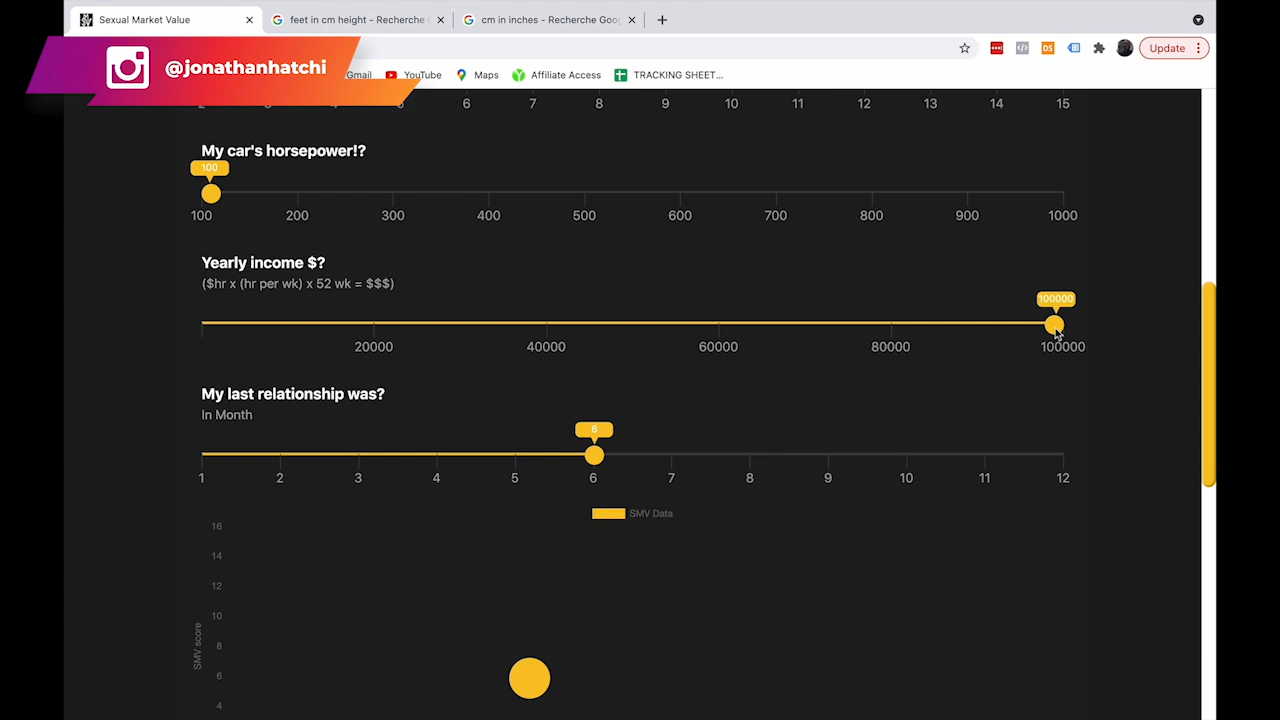 Sexual Market Value
feet in cm height - Recherche G
cm in inches - Recherche Goo
Update
@jonathanhatchi
Gmail
YouTube
Maps
Affiliate Access
TRACKING SHEET...
6 7 8 9 10 11 12 13 14 15
My car's horsepower!?
100
100 200 300 400 500 600 700 800 900 1000
Yearly income $?
($hr x (hr per wk) x 52 wk = $$$)
100000
20000 40000 60000 80000 100000
My last relationship was?
In Month
6
1 2 3 4 5 6 7 8 9 10 11 12
SMV Data
16
14
12
10
8
6
4
SMV score